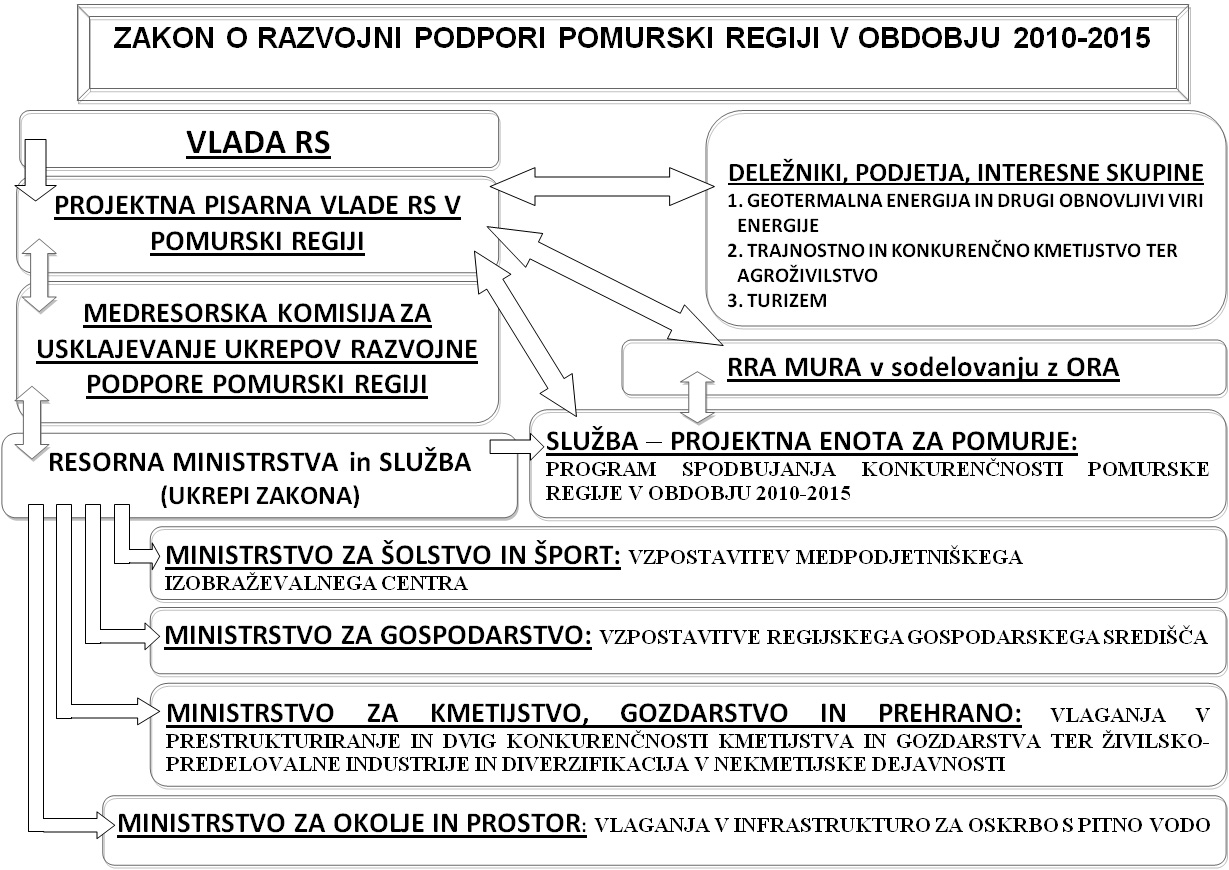 ZAKON O RAZVOJNI PODPORI POMURSKI REGIJI V OBDOBJU 2010-2015
VLADA RS
PROJEKTNA PISARNA VLADE RS V
POMURSKI REGIJI
MEDRESORSKA KOMISIJA ZA
USKLAJEVANJE UKREPOV RAZVOJNE
PODPORE POMURSKI REGIJI
RESORNA MINISTRSTVA in SLUŽBA
(UKREPI ZAKONA)
DELEŽNIKI, PODJETJA, INTERESNE SKUPINE
1. GEOTERMALNA ENERGIJA IN DRUGI OBNOVLJIVI VIRI
ENERGIJE
2. TRAJNOSTNO IN KONKURENČNO KMETIJSTVO TER
AGROŽIVILSTVO
3. TURIZEM
RRA MURA v sodelovanju z ORA
SLUŽBA – PROJEKTNA ENOTA ZA POMURJE:
PROGRAM SPODBUJANJA KONKURENČNOSTI POMURSKE
REGIJE V OBDOBJU 2010-2015
MINISTRSTVO ZA ŠOLSTVO IN ŠPORT: VZPOSTAVITEV MEDPODJETNIŠKEGA
IZOBRAŽEVALNEGA CENTRA
MINISTRSTVO ZA GOSPODARSTVO: VZPOSTAVITVE REGIJSKEGA GOSPODARSKEGA SREDIŠČA
MINISTRSTVO ZA KMETIJSTVO, GOZDARSTVO IN PREHRANO: VLAGANJA V
PRESTRUKTURIRANJE IN DVIG KONKURENČNOSTI KMETIJSTVA IN GOZDARSTVA TER ŽIVILSKO-
PREDELOVALNE INDUSTRIJE IN DIVERZIFIKACIJA V NEKMETIJSKE DEJAVNOSTI
MINISTRSTVO ZA OKOLJE IN PROSTOR: VLAGANJA V INFRASTRUKTURO ZA OSKRBO S PITNO VODO